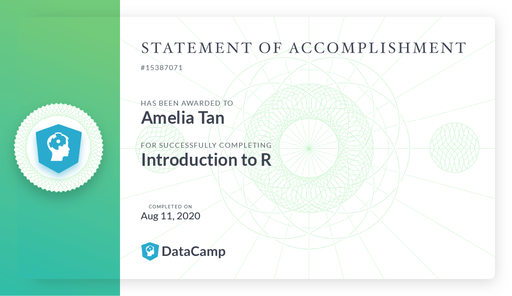 STATEMENT OF ACCOMPLISHMENT
#15387071
HAS BEEN AWARDED TO
Amelia Tan
FOR SUCCESSFULLY COMPLETING
Introduction to R
COMPLETED ON
Aug 11, 2020
DataCamp